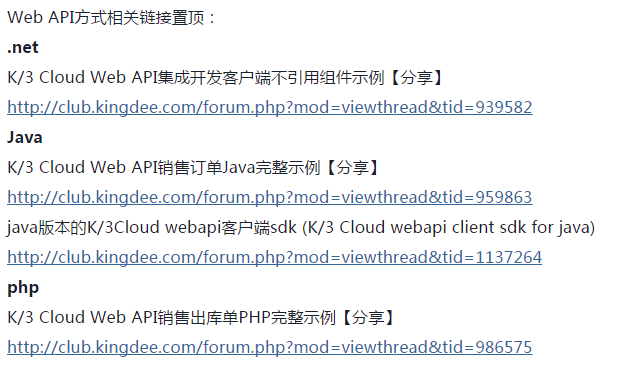 Web API方式相关链接置顶：
.net
K/3 Cloud Web API集成开发客户端不引用组件示例【分享】
http://club.kingdee.com/forum.php?mod=viewthread&tid=939582
Java
K/3 Cloud Web API销售订单Java完整示例【分享】
http://club.kingdee.com/forum.php?mod=viewthread&tid=959863
java版本的K/3Cloud webapi客户端sdk (K/3 Cloud webapi client sdk for java)
http://club.kingdee.com/forum.php?mod=viewthread&tid=1137264
php
K/3 Cloud Web API销售出库单PHP完整示例【分享】
http://club.kingdee.com/forum.php?mod=viewthread&tid=986575